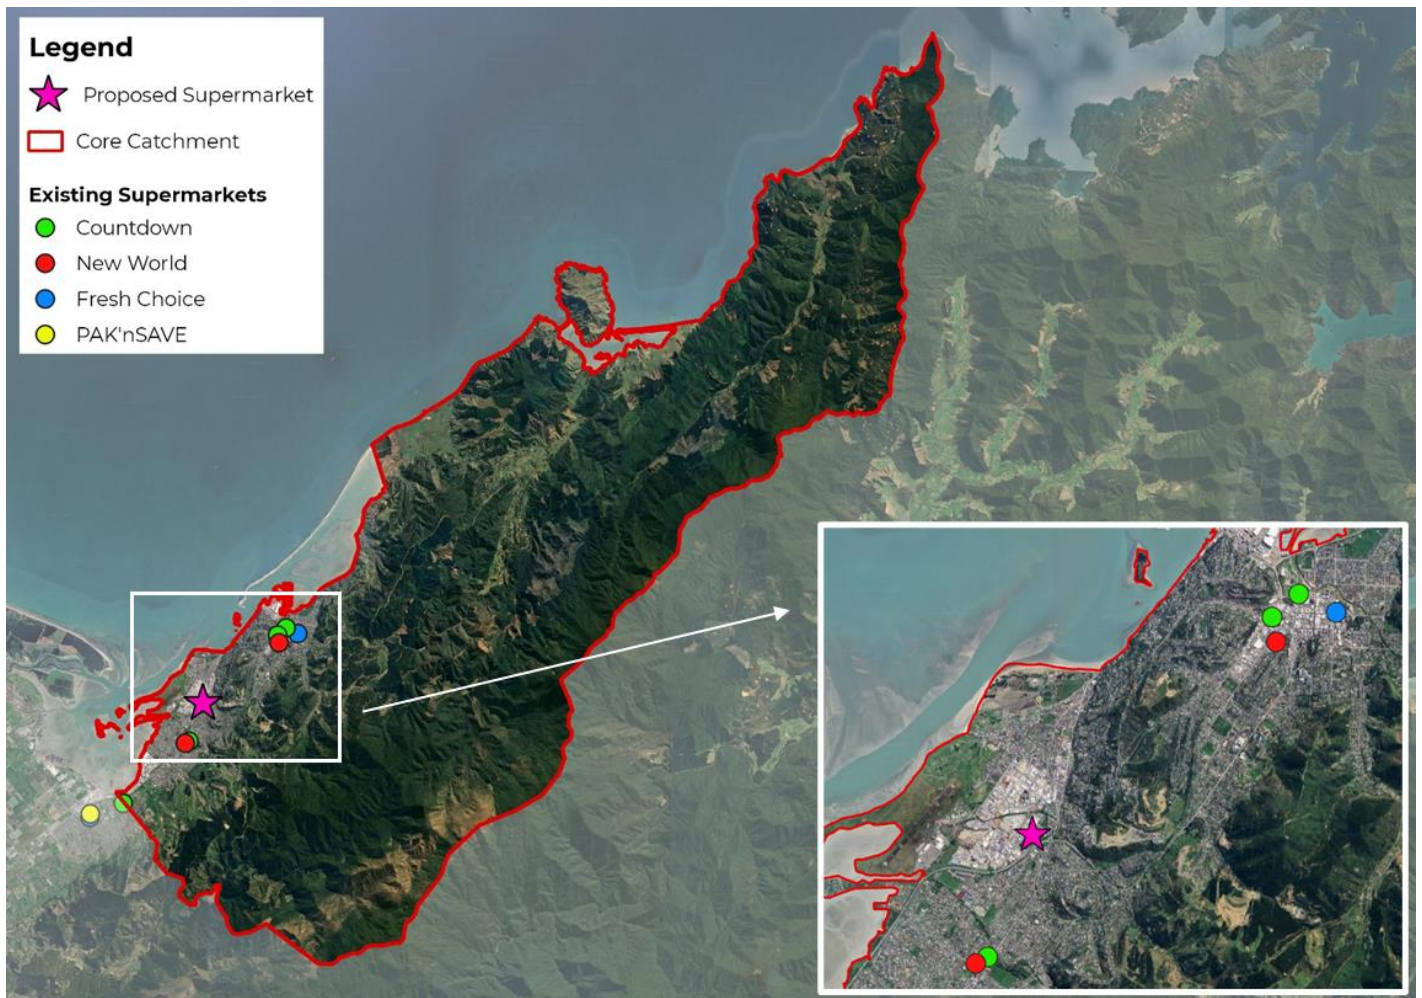 Legend
Proposed Supermarket
Core Catchment
Existing Supermarkets
Countdown
New World
Fresh Choice
PAK'nSAVE